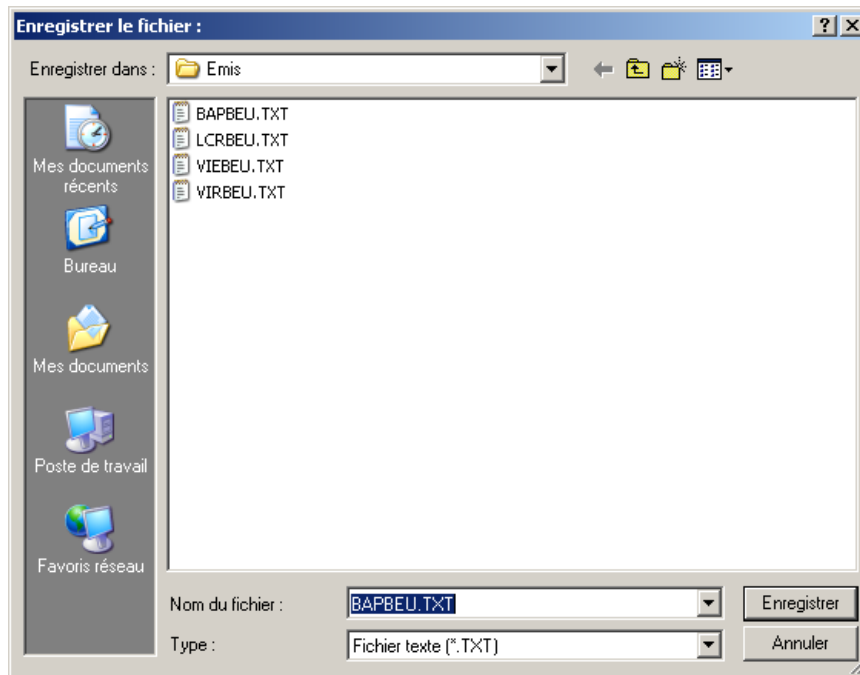 Enregistrer le fichier :
Enregistrer dans : Emis
BAPBEU.TXT
LCRBEU.TXT
VIEBEU.TXT
VIRBEU.TXT
Mes documents
récents
Bureau
Mes documents
Poste de travail
Favoris réseau
Nom du fichier : BAPBEU.TXT Enregistrer
Type : Fichier texte (*.TXT) Annuler